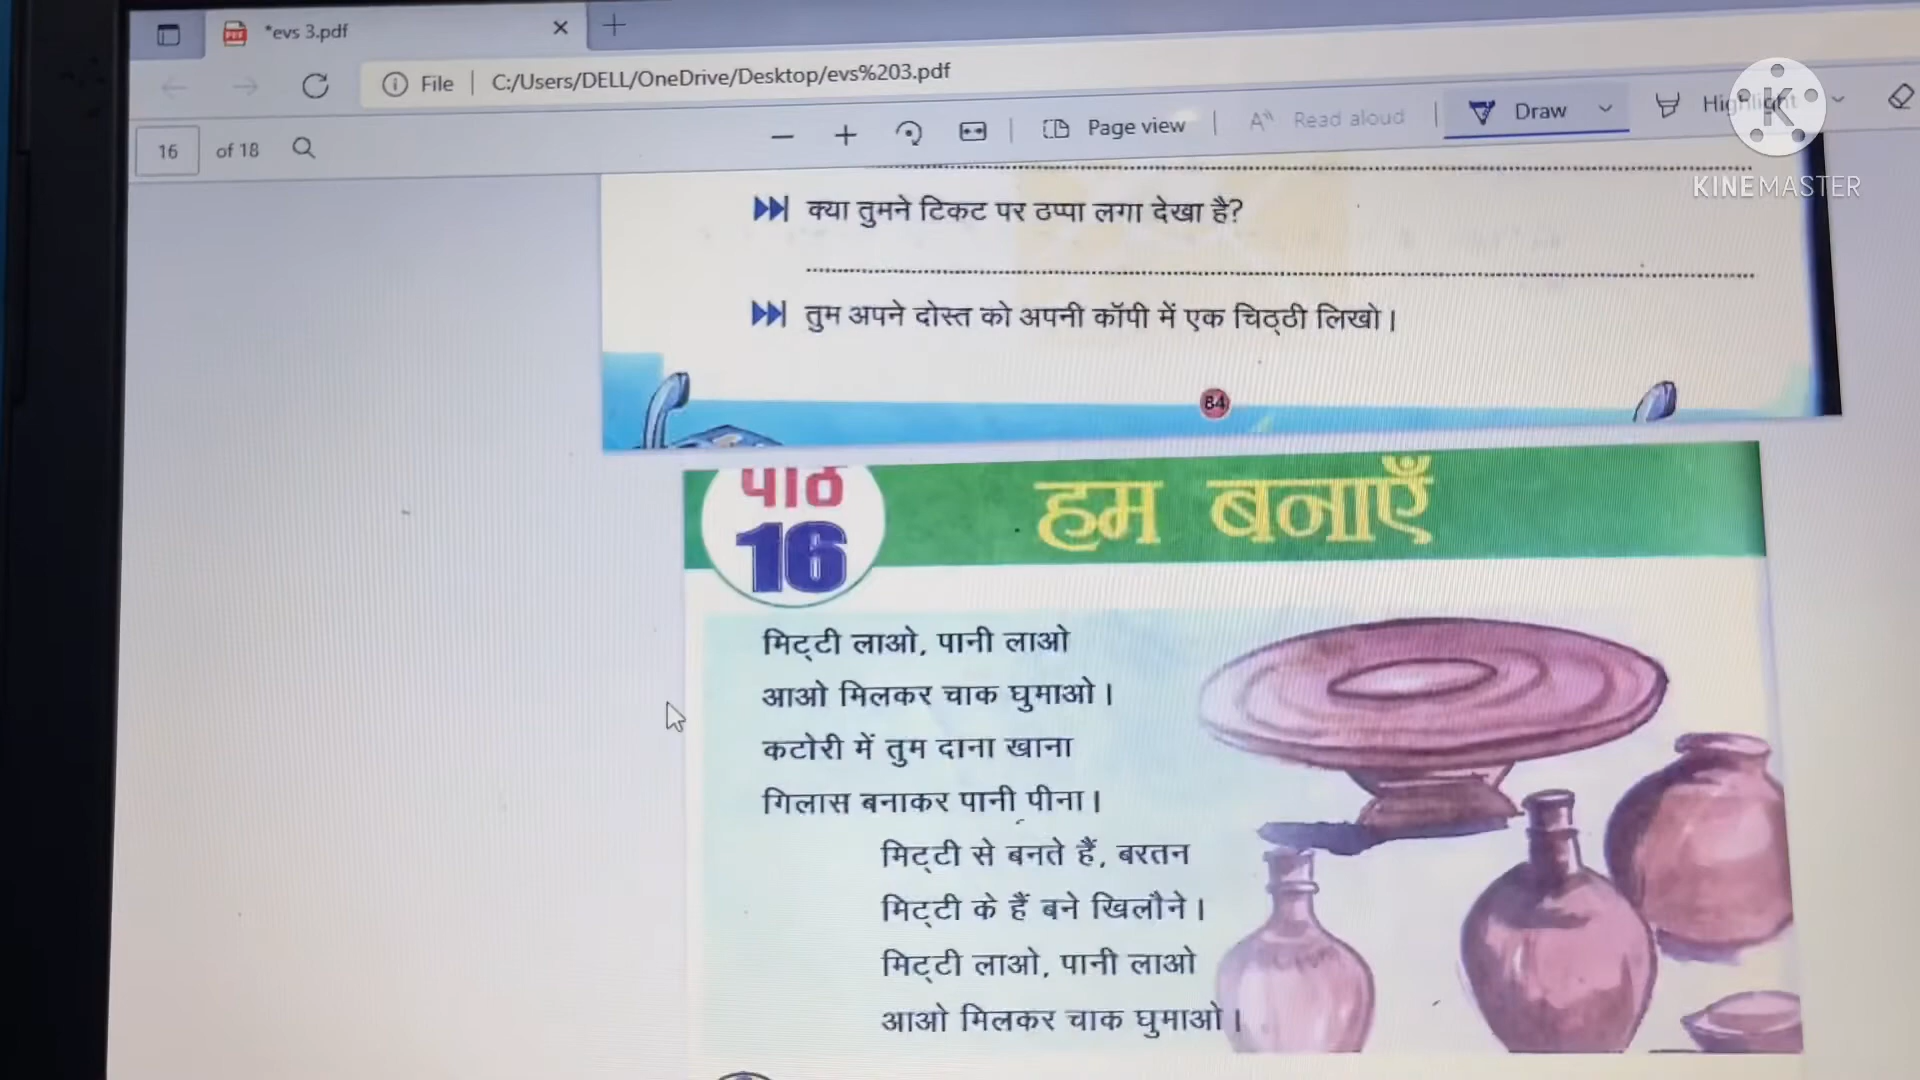 *evs 3.pdf
File C:/Users/DELL/OneDrive/Desktop/evs%203.pdf
16 of 18 Page view Read aloud Draw Highlight
KINEMASTER
क्या तुमने टिकट पर ठप्पा लगा देखा है?
तुम अपने दोस्त को अपनी कॉपी में एक चिठ्ठी लिखो।
84
पाठ
16
हम बनाएँ
मिट्टी लाओ, पानी लाओ
आओ मिलकर चाक घुमाओ।
कटोरी में तुम दाना खाना
गिलास बनाकर पानी पीना।
मिट्टी से बनते हैं, बरतन
मिट्टी के हैं बने खिलौने।
मिट्टी लाओ, पानी लाओ
आओ मिलकर चाक घुमाओ।